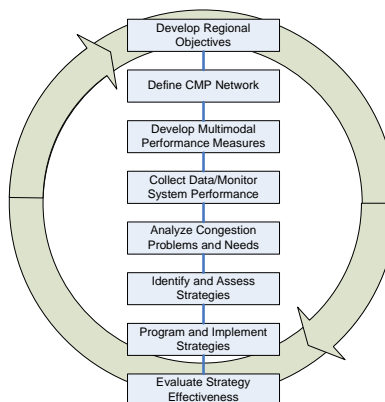 Develop Regional
Objectives
Define CMP Network
Develop Multimodal
Performance Measures
Collect Data/Monitor
System Performance
Analyze Congestion
Problems and Needs
Identify and Assess
Strategies
Program and Implement
Strategies
Evaluate Strategy
Effectiveness